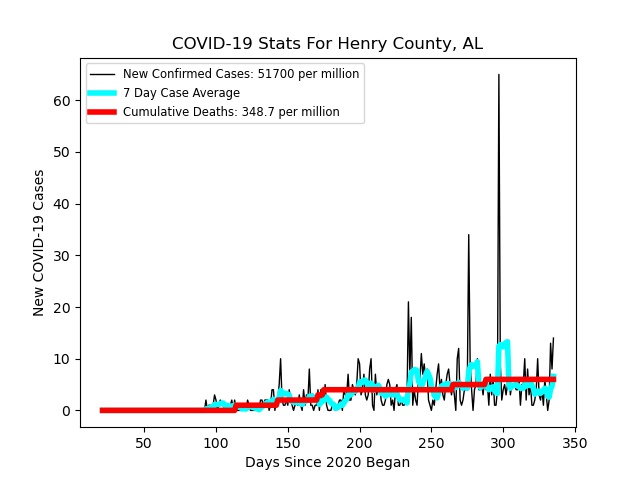 COVID-19 Stats For Henry County, AL
New Confirmed Cases: 51700 per million
7 Day Case Average
Cumulative Deaths: 348.7 per million
60
50
40
30
20
10
0
New COVID-19 Cases
50 100 150 200 250 300 350
Days Since 2020 Began